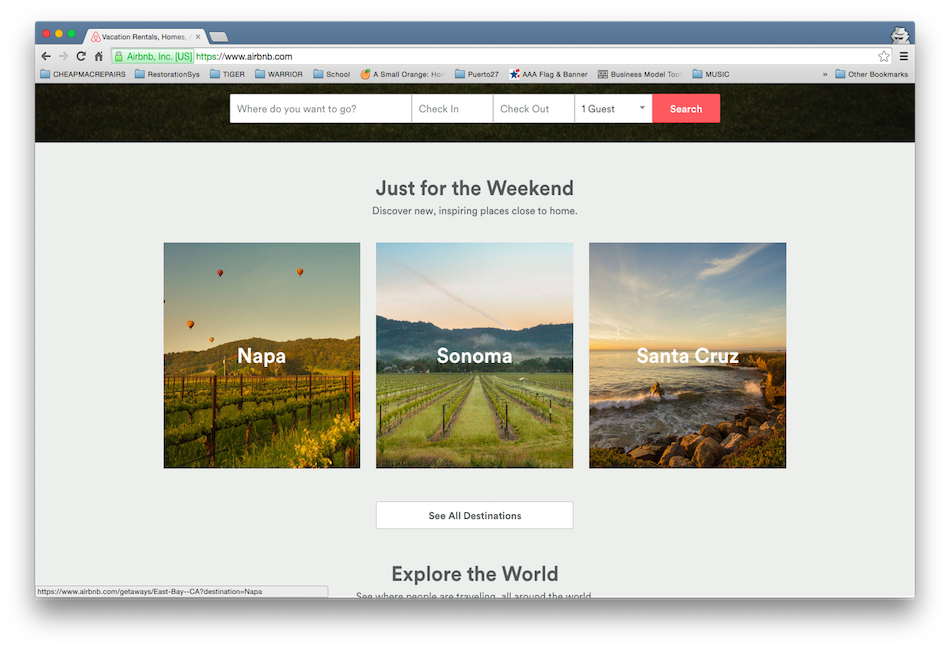 Vacation Rentals, Homes,
Airbnb, Inc. [US] https://www.airbnb.com
CHEAPMACREPAIRS RestorationSys TIGER WARRIOR School A Small Orange: Ho Puerto27 AAA Flag & Banner Business Model Too MUSIC » Other Bookmarks
Where do you want to go? Check In Check Out 1 Guest Search
Just for the Weekend
Discover new, inspiring places close to home.
Napa Sonoma Santa Cruz
See All Destinations
Explore the World
See where people are traveling, all around the world.
https://www.airbnb.com/getaways/East-Bay--CA?destination=Napa